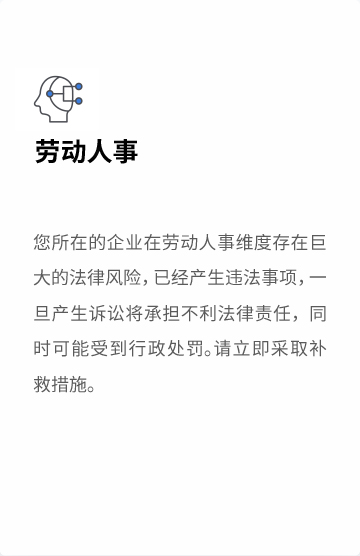 劳动人事
您所在的企业在劳动人事维度存在巨
大的法律风险，已经产生违法事项，一
旦产生诉讼将承担不利法律责任，同
时可能受到行政处罚。请立即采取补
救措施。